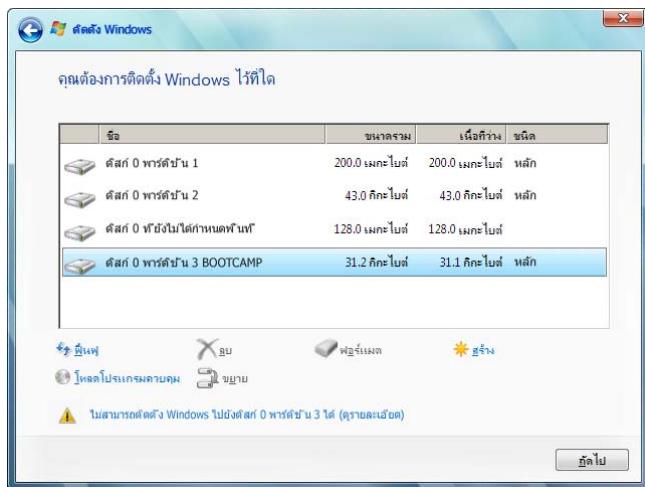 ติดตั้ง Windows
คุณต้องการติดตั้ง Windows ไว้ที่ใด
ชื่อ ขนาดรวม เนื้อที่ว่าง ชนิด
ดิสก์ 0 พาร์ติชัน 1 200.0 เมกะไบต์ 200.0 เมกะไบต์ หลัก
ดิสก์ 0 พาร์ติชัน 2 43.0 กิกะไบต์ 43.0 กิกะไบต์ หลัก
ดิสก์ 0 ที่ยังไม่ได้กำหนดพื้นที่ 128.0 เมกะไบต์ 128.0 เมกะไบต์
ดิสก์ 0 พาร์ติชัน 3 BOOTCAMP 31.2 กิกะไบต์ 31.1 กิกะไบต์ หลัก
ฟื้นฟู ลบ ฟอร์แมต สร้าง
โหลดโปรแกรมควบคุม ขยาย
ไม่สามารถติดตั้ง Windows ไปยังดิสก์ 0 พาร์ติชัน 3 ได้ (ดูรายละเอียด)
ถัดไป